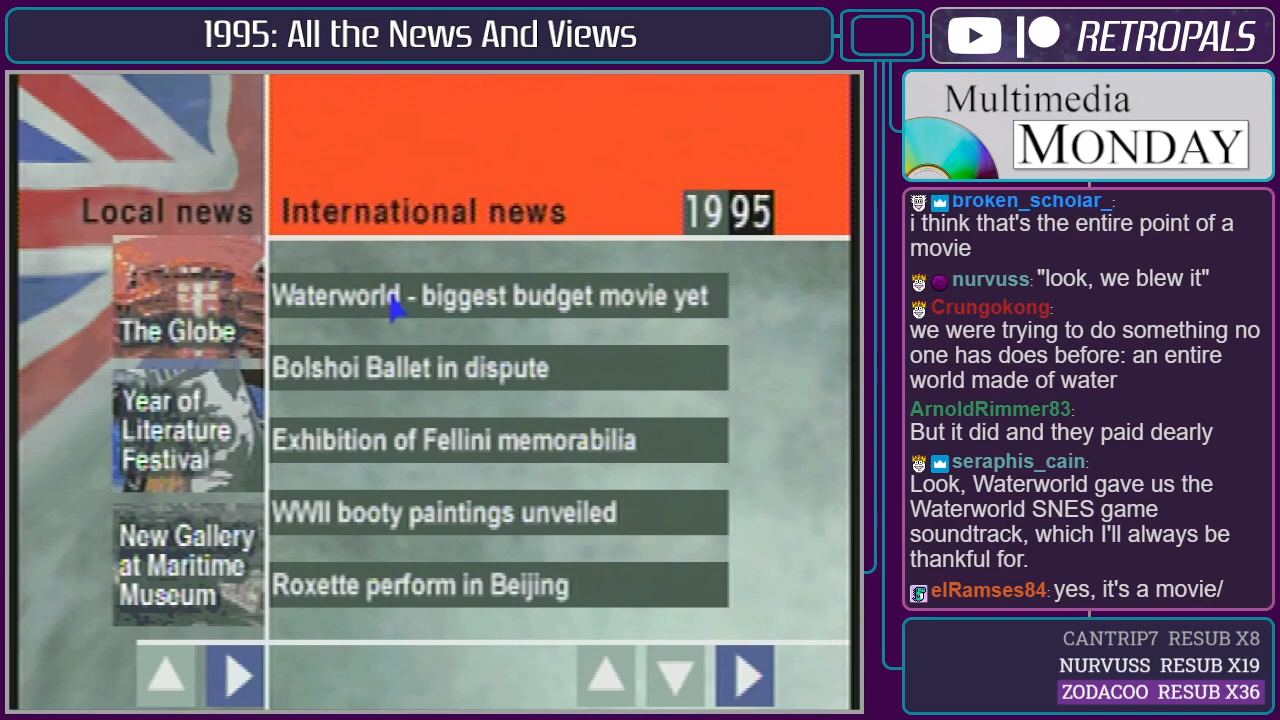 1995: All the News And Views
RETROPALS
Multimedia
MONDAY
Local news
International news
1995
The Globe
Year of
Literature
Festival
New Gallery
at Maritime
Museum
Waterworld - biggest budget movie yet
Bolshoi Ballet in dispute
Exhibition of Fellini memorabilia
WWII booty paintings unveiled
Roxette perform in Beijing
broken_scholar_:
i think that's the entire point of a
movie
nurvuss: "look, we blew it"
Crungokong:
we were trying to do something no
one has does before: an entire
world made of water
ArnoldRimmer83:
But it did and they paid dearly
seraphis_cain:
Look, Waterworld gave us the
Waterworld SNES game
soundtrack, which I'll always be
thankful for.
elRamses84: yes, it's a movie/
CANTRIP7 RESUB X8
NURVUSS RESUB X19
ZODACOO RESUB X36